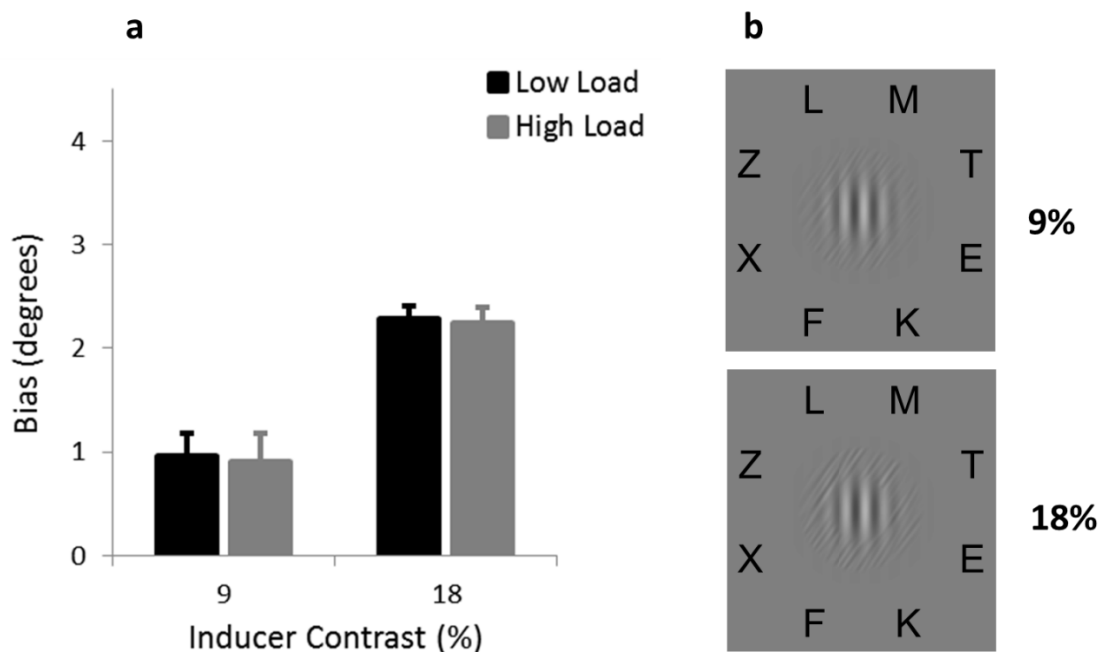 a
Low Load
High Load
4
3
2
1
0
Bias (degrees)
9
18
Inducer Contrast (%)
b
L M
Z T
X E
F K
9%
L M
Z T
X E
F K
18%